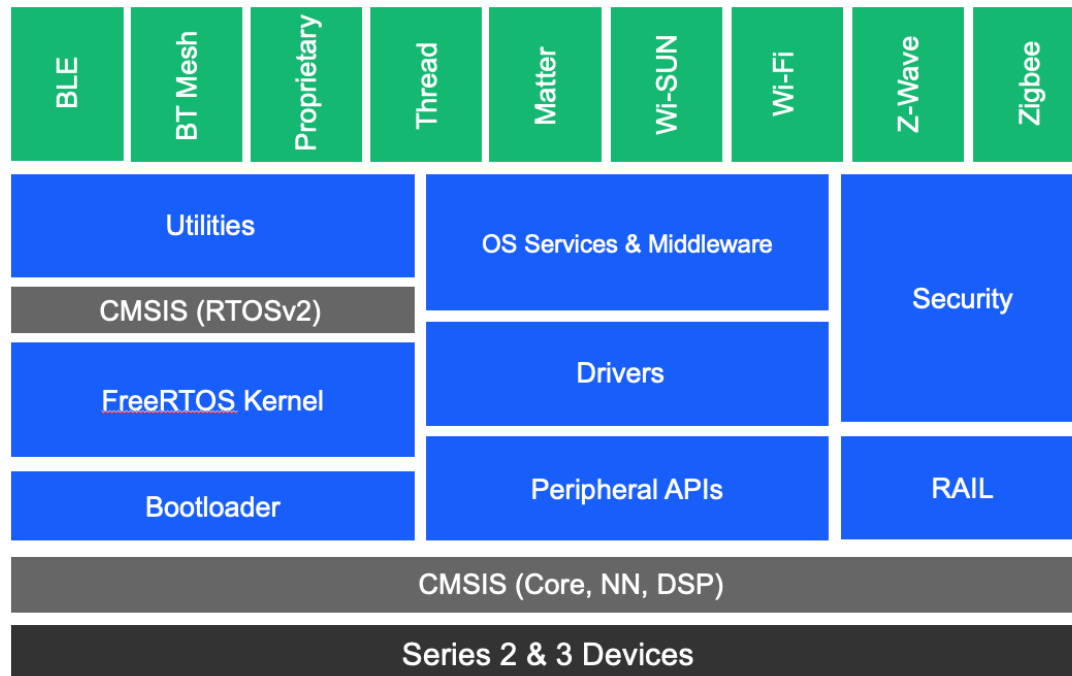 BLE
BT Mesh
Proprietary
Thread
Matter
Wi-SUN
Wi-Fi
Z-Wave
Zigbee
Utilities
OS Services & Middleware
Security
CMSIS (RTOSv2)
Drivers
FreeRTOS Kernel
Peripheral APIs
RAIL
Bootloader
CMSIS (Core, NN, DSP)
Series 2 & 3 Devices